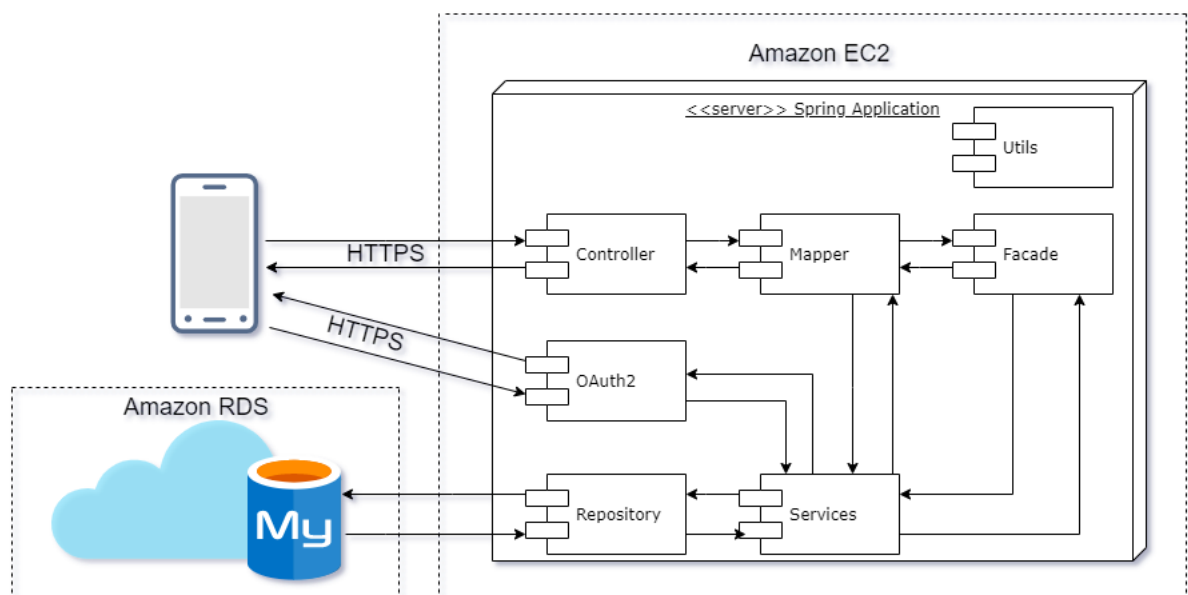 Amazon EC2
<<server>> Spring Application
Utils
HTTPS
Controller
Mapper
Facade
HTTPS
OAuth2
Amazon RDS
My
Repository
Services